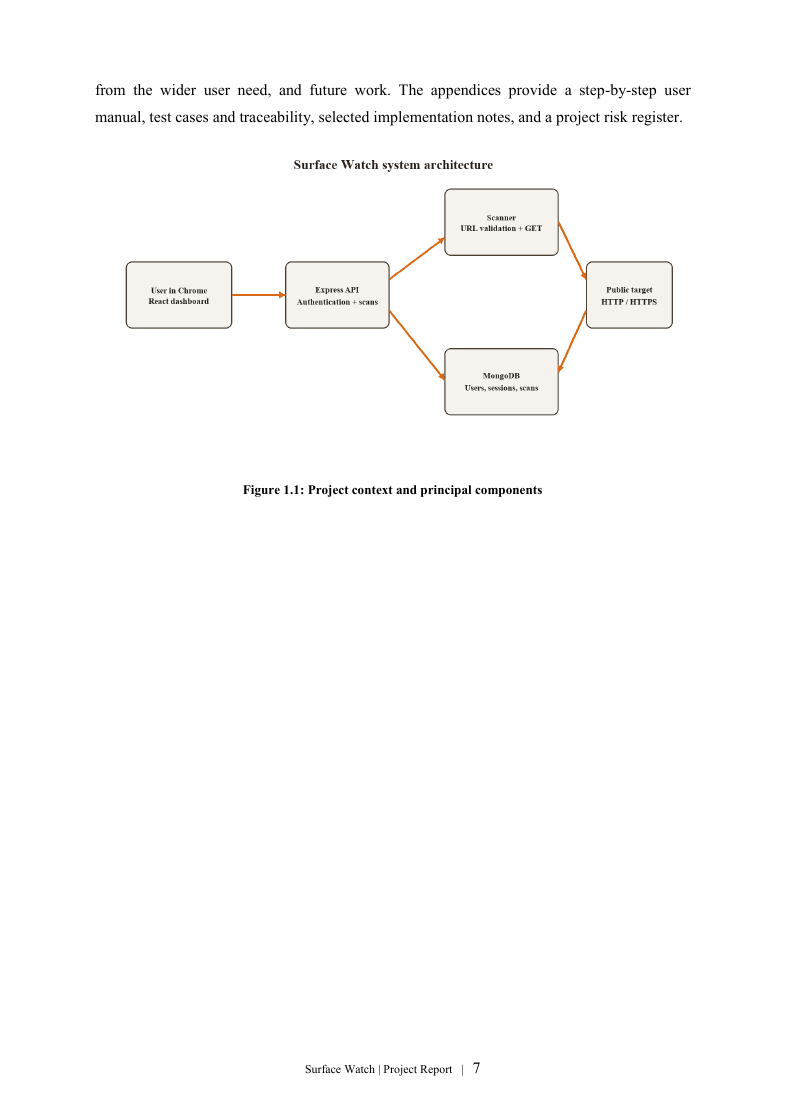 from the wider user need, and future work. The appendices provide a step-by-step user
manual, test cases and traceability, selected implementation notes, and a project risk register.
Surface Watch system architecture
Scanner
URL validation + GET
User in Chrome
React dashboard
Express API
Authentication + scans
Public target
HTTP / HTTPS
MongoDB
Users, sessions, scans
Figure 1.1: Project context and principal components
Surface Watch | Project Report | 7